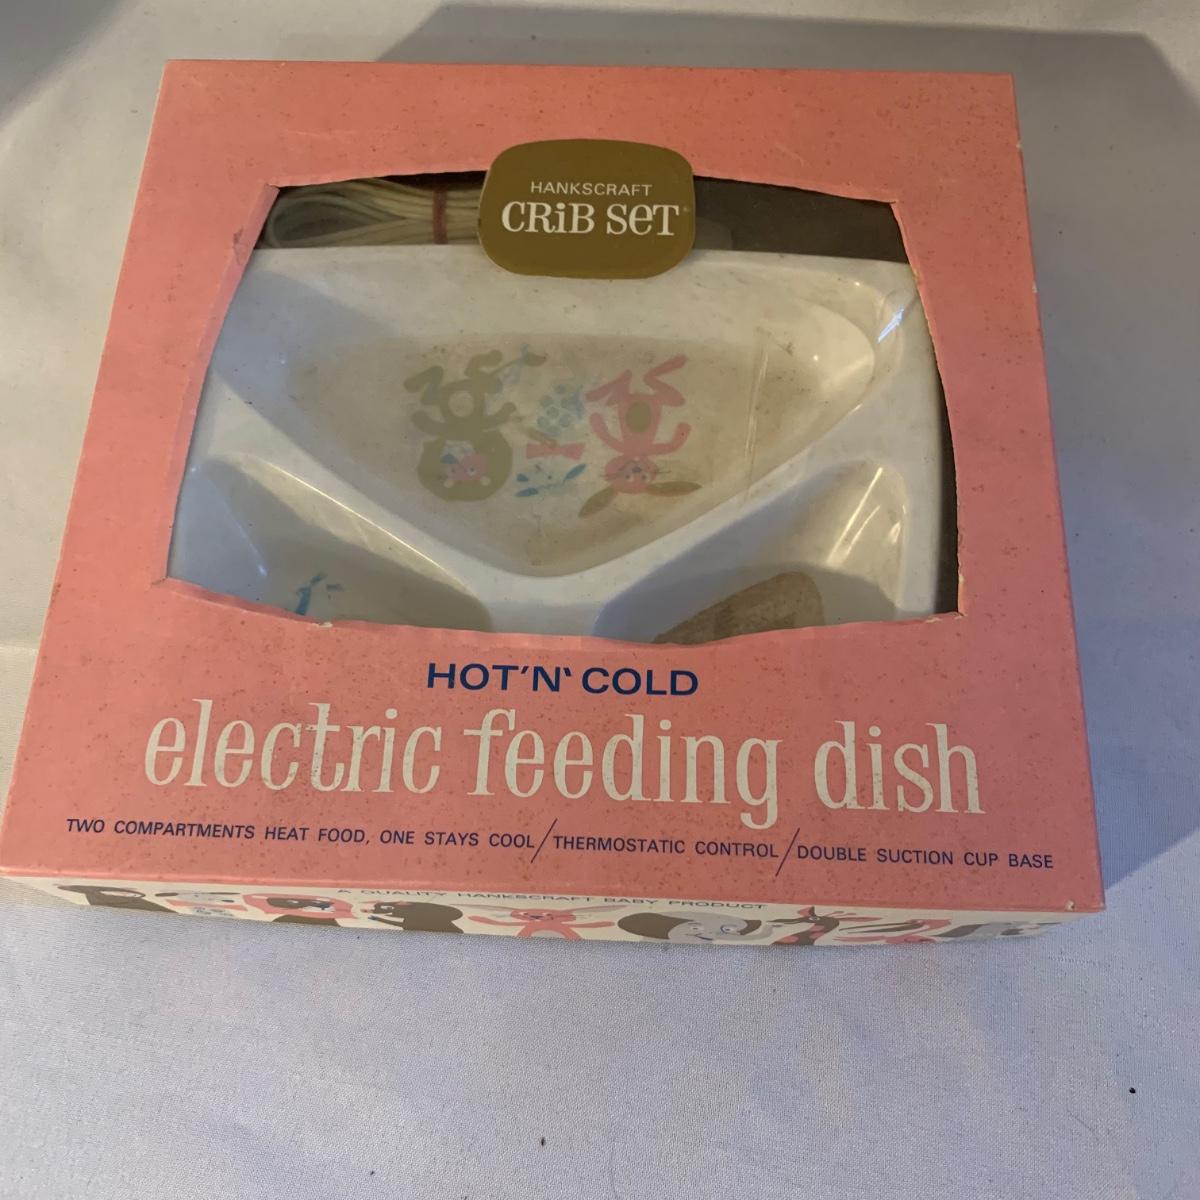 HANKSCRAFT
CRiB SeT
HOT'N' COLD
electric feeding dish
TWO COMPARTMENTS HEAT FOOD, ONE STAYS COOL/THERMOSTATIC CONTROL/DOUBLE SUCTION CUP BASE
A QUALITY HANKSCRAFT BABY PRODUCT